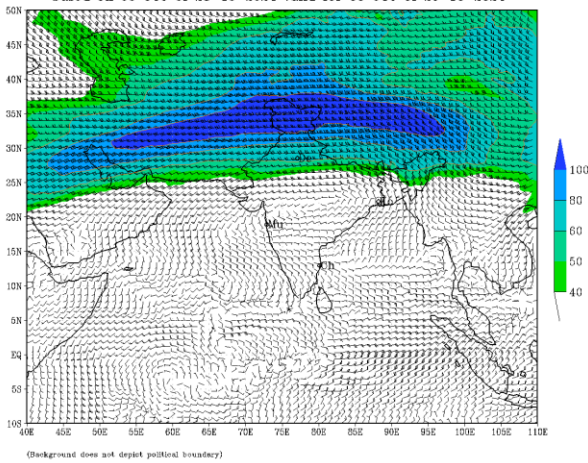 50N
45N
40N
35N
30N
25N
20N
15N
10N
5N
EQ
5S
10S
Mu
Ch
100
80
60
50
40
40E 45E 50E 55E 60E 65E 70E 75E 80E 85E 90E 95E 100E 105E 110E
(Background does not depict political boundary)